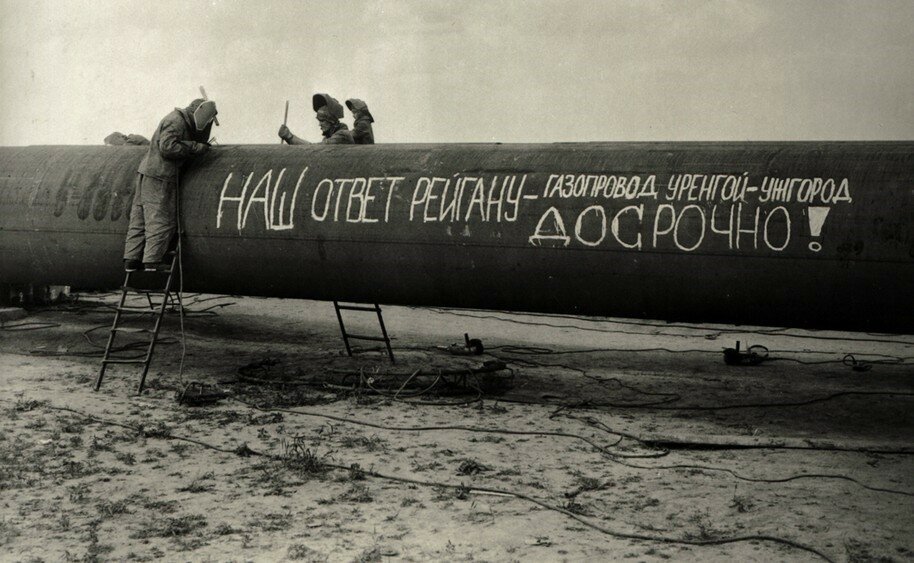 НАШ ОТВЕТ РЕЙГАНУ - ГАЗОПРОВОД УРЕНГОЙ-УЖГОРОД
ДОСРОЧНО!